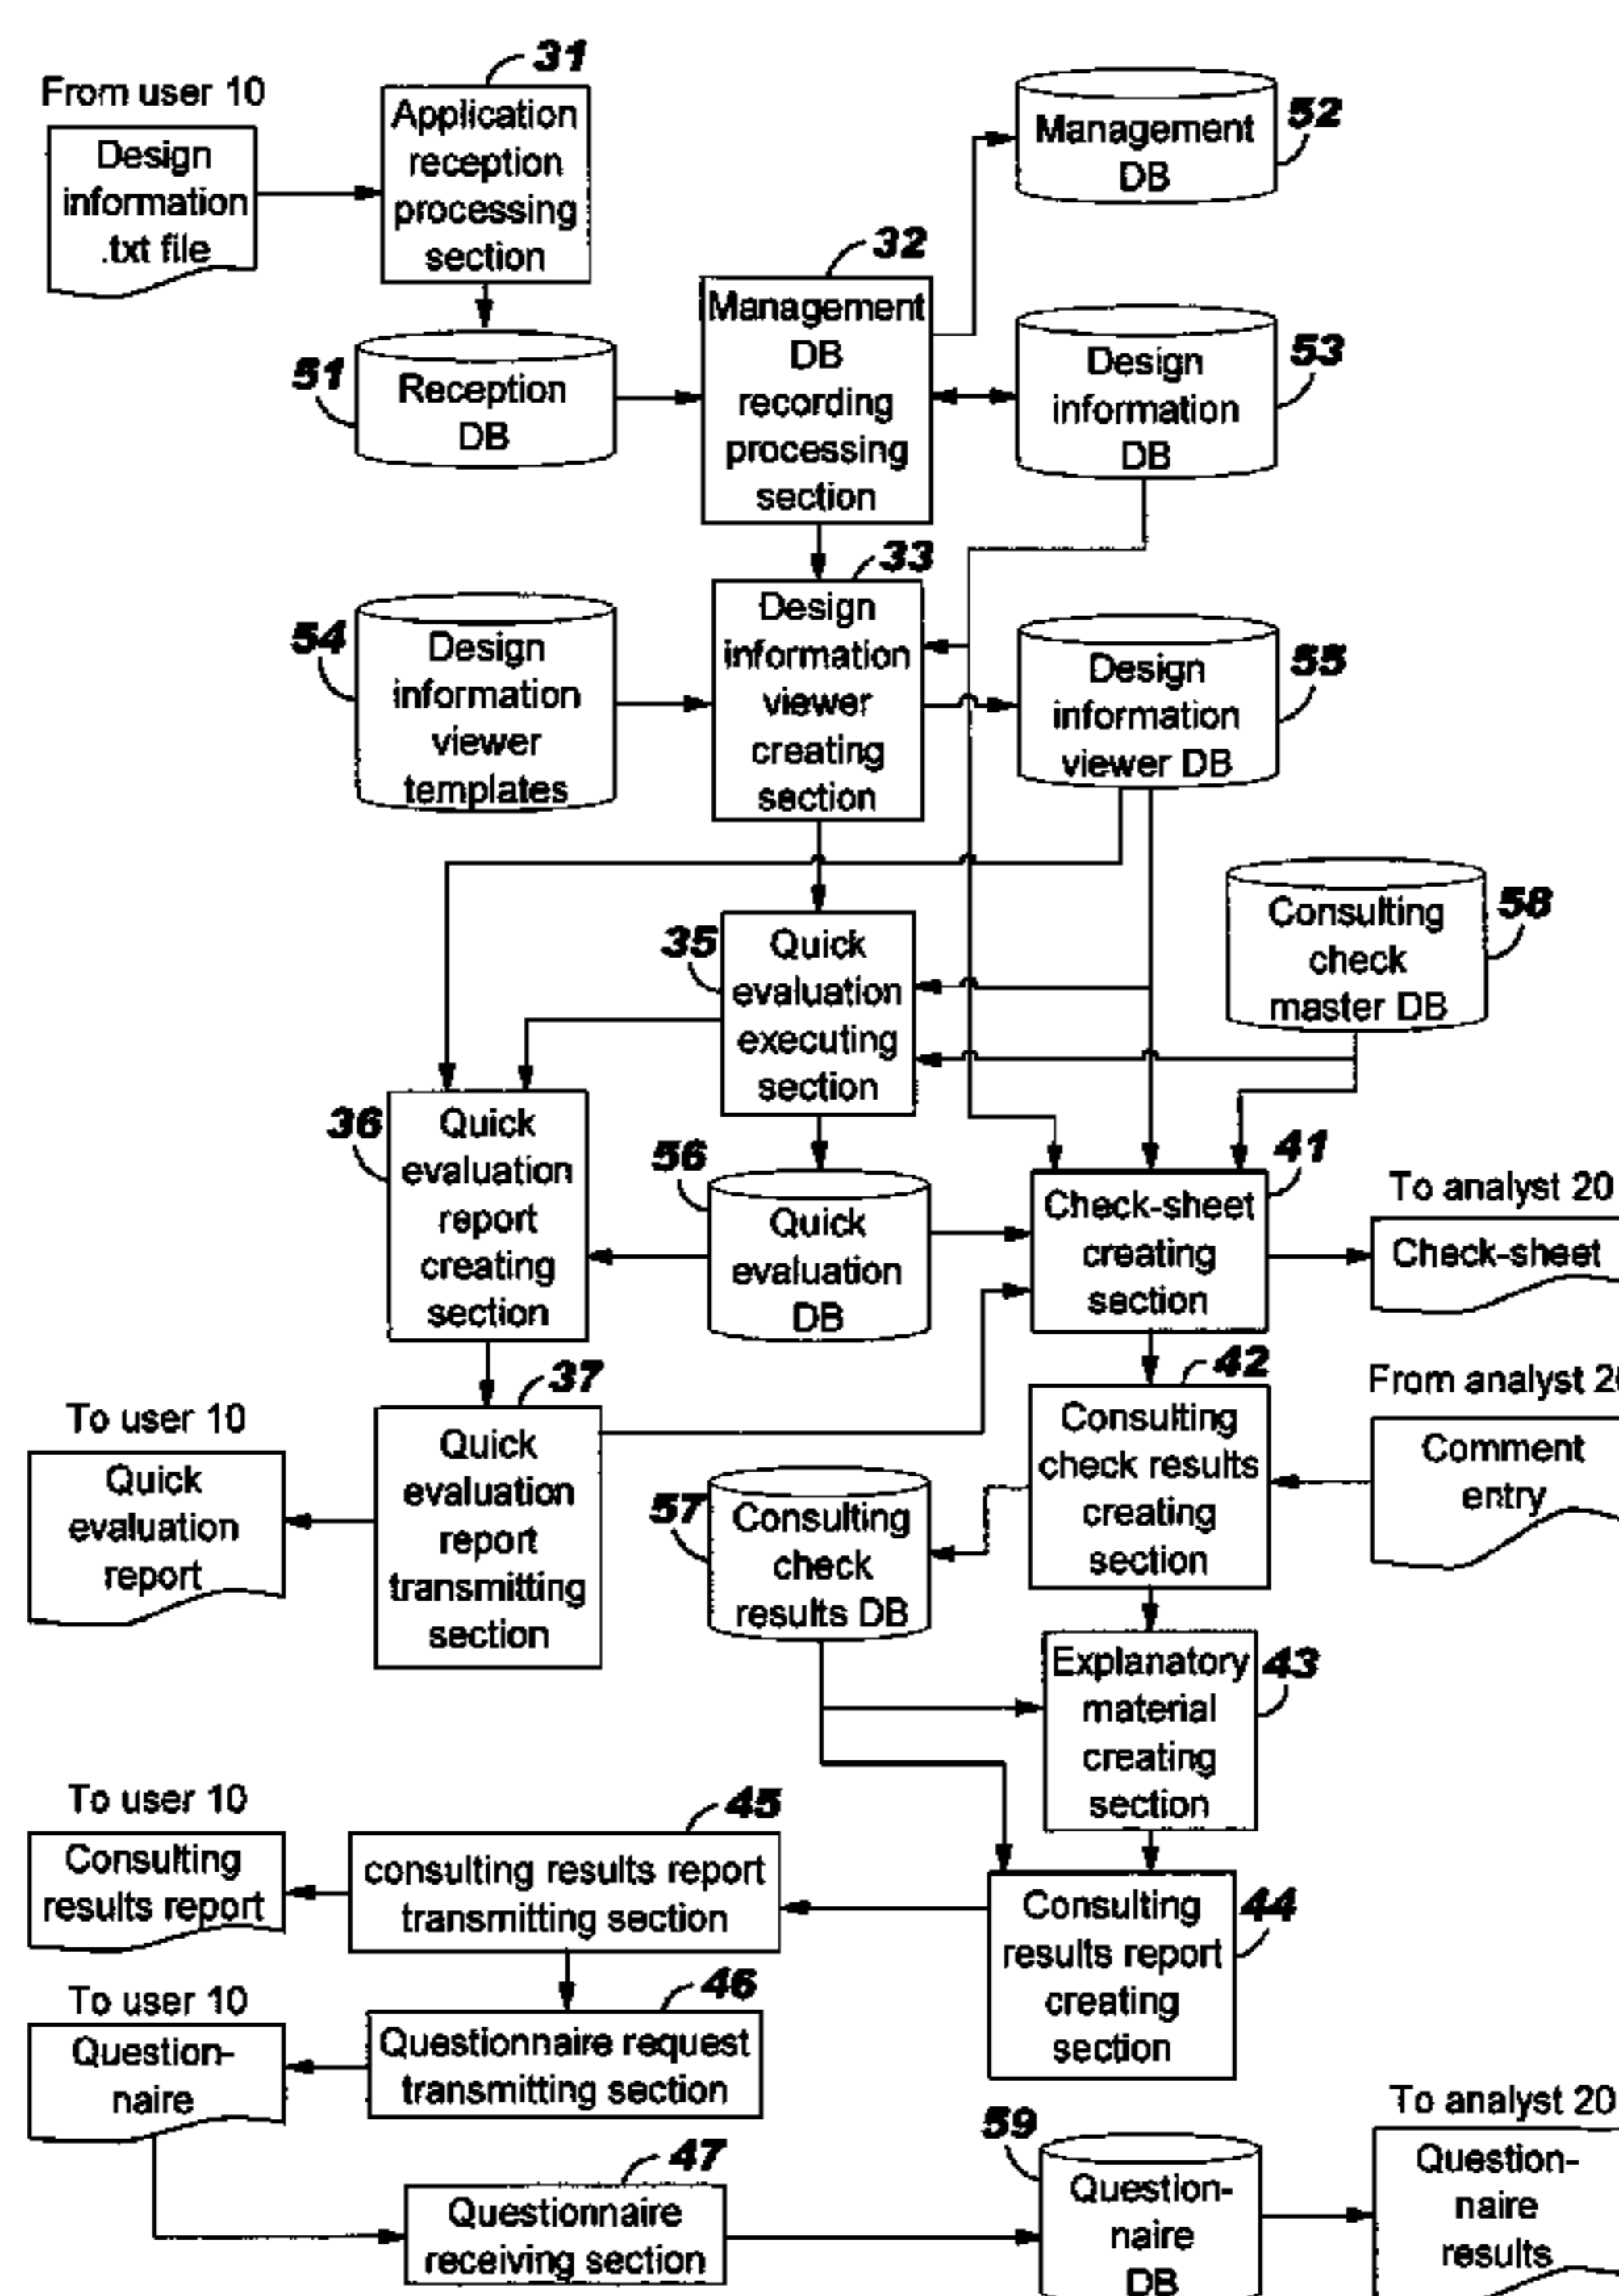 31
From user 10
Design
information
.txt file
Application
reception
processing
section
Management
DB
52
32
Management
DB
recording
processing
section
51
Reception
DB
Design
information
DB
53
33
Design
information
viewer
creating
section
54
Design
information
viewer
templates
Design
information
viewer DB
55
Consulting
check
master DB
58
35
Quick
evaluation
executing
section
36
Quick
evaluation
report
creating
section
56
Quick
evaluation
DB
41
Check-sheet
creating
section
To analyst 20
Check-sheet
37
Quick
evaluation
report
transmitting
section
To user 10
Quick
evaluation
report
42
Consulting
check results
creating
section
From analyst 20
Comment
entry
57
Consulting
check
results DB
Explanatory
material
creating
section
43
To user 10
Consulting
results report
45
consulting results report
transmitting section
Consulting
results report
creating
section
44
To user 10
Question-
naire
46
Questionnaire request
transmitting section
47
Questionnaire
receiving section
59
Question-
naire
DB
To analyst 20
Question-
naire
results